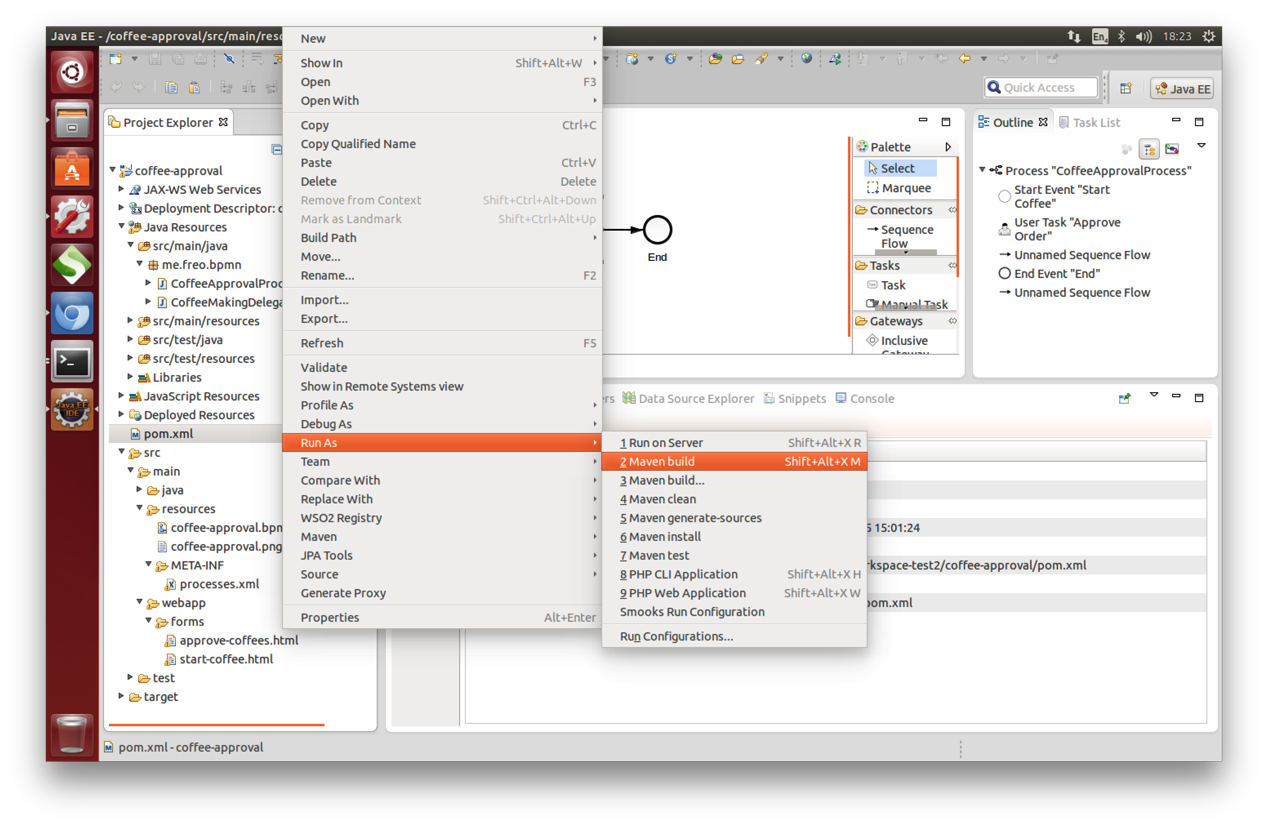 Java EE - /coffee-approval/src/main/reso
En
18:23
Quick Access
Java EE
Project Explorer
coffee-approval
JAX-WS Web Services
Deployment Descriptor: c
Java Resources
src/main/java
me.freo.bpmn
CoffeeApprovalProc
CoffeeMakingDelega
src/main/resources
src/test/java
src/test/resources
Libraries
JavaScript Resources
Deployed Resources
pom.xml
src
main
java
resources
coffee-approval.bpmn
coffee-approval.png
META-INF
processes.xml
webapp
forms
approve-coffees.html
start-coffee.html
test
target
New
Show In Shift+Alt+W
Open F3
Open With
Copy Ctrl+C
Copy Qualified Name
Paste Ctrl+V
Delete Delete
Remove from Context Shift+Ctrl+Alt+Down
Mark as Landmark Shift+Ctrl+Alt+Up
Build Path
Move...
Rename... F2
Import...
Export...
Refresh F5
Validate
Show in Remote Systems view
Profile As
Debug As
Run As
Team
Compare With
Replace With
WSO2 Registry
Maven
JPA Tools
Source
Generate Proxy
Properties Alt+Enter
1 Run on Server Shift+Alt+X R
2 Maven build Shift+Alt+X M
3 Maven build...
4 Maven clean
5 Maven generate-sources
6 Maven install
7 Maven test
8 PHP CLI Application Shift+Alt+X H
9 PHP Web Application Shift+Alt+X W
Smooks Run Configuration
Run Configurations...
End
Palette
Select
Marquee
Connectors
Sequence
Flow
Tasks
Task
Manual Task
Gateways
Inclusive
Gateway
Outline
Task List
Process "CoffeeApprovalProcess"
Start Event "Start
Coffee"
User Task "Approve
Order"
Unnamed Sequence Flow
End Event "End"
Unnamed Sequence Flow
ers
Data Source Explorer
Snippets
Console
5 15:01:24
rkspace-test2/coffee-approval/pom.xml
pom.xml
Java EE
IDE
pom.xml - coffee-approval